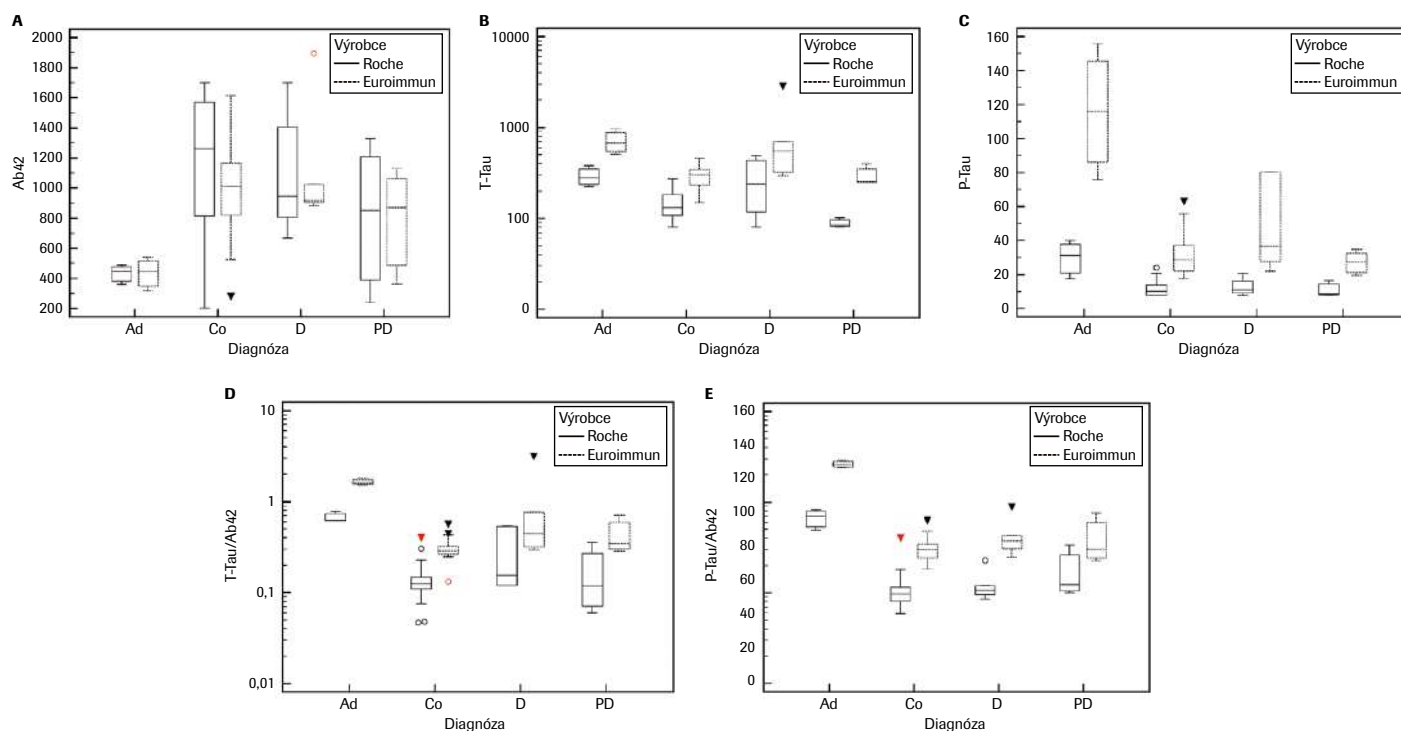 A
Ab42
2000
1800
1600
1400
1200
1000
800
600
400
200
Výrobce
Roche
Euroimmun
Ad Co D PD
Diagnóza
B
T-Tau
10000
1000
100
0
Výrobce
Roche
Euroimmun
Ad Co D PD
Diagnóza
C
P-Tau
160
140
120
100
80
60
40
20
0
Výrobce
Roche
Euroimmun
Ad Co D PD
Diagnóza
D
T-Tau/Ab42
10
1
0,1
0,01
Výrobce
Roche
Euroimmun
Ad Co D PD
Diagnóza
E
P-Tau/Ab42
160
140
120
100
80
60
40
20
0
Výrobce
Roche
Euroimmun
Ad Co D PD
Diagnóza